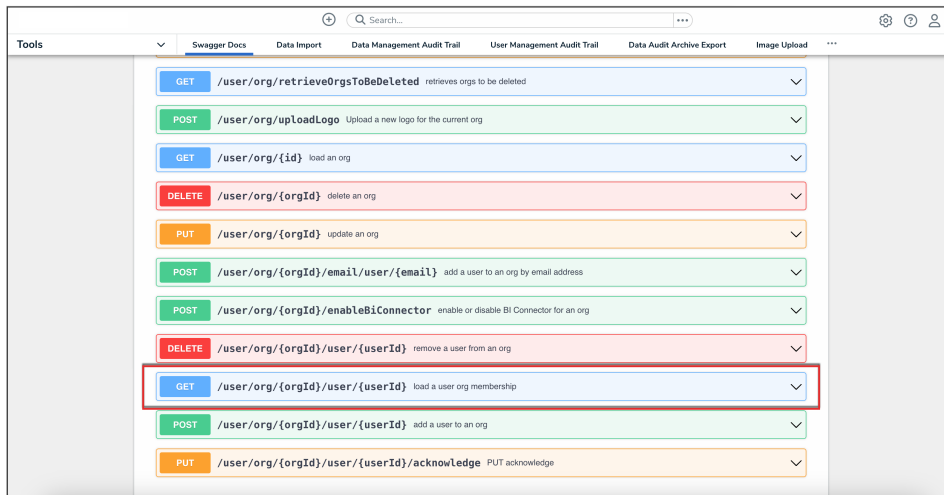 Search...
Tools
Swagger Docs
Data Import
Data Management Audit Trail
User Management Audit Trail
Data Audit Archive Export
Image Upload
GET /user/org/retrieveOrgsToBeDeleted retrieves orgs to be deleted
POST /user/org/uploadLogo Upload a new logo for the current org
GET /user/org/{id} load an org
DELETE /user/org/{orgId} delete an org
PUT /user/org/{orgId} update an org
POST /user/org/{orgId}/email/user/{email} add a user to an org by email address
POST /user/org/{orgId}/enableBiConnector enable or disable BI Connector for an org
DELETE /user/org/{orgId}/user/{userId} remove a user from an org
GET /user/org/{orgId}/user/{userId} load a user org membership
POST /user/org/{orgId}/user/{userId} add a user to an org
PUT /user/org/{orgId}/user/{userId}/acknowledge PUT acknowledge